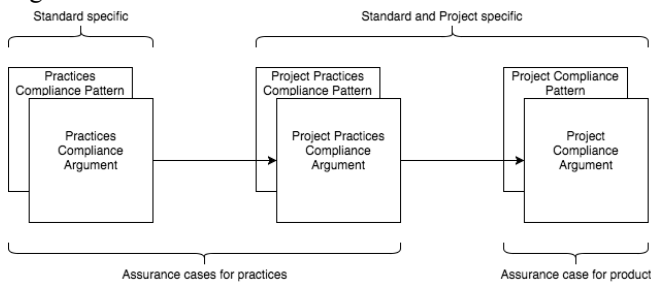 Standard specific
Standard and Project specific
Practices
Compliance Pattern
Practices
Compliance
Argument
Project Practices
Compliance Pattern
Project Practices
Compliance
Argument
Project Compliance
Pattern
Project
Compliance
Argument
Assurance cases for practices
Assurance case for product